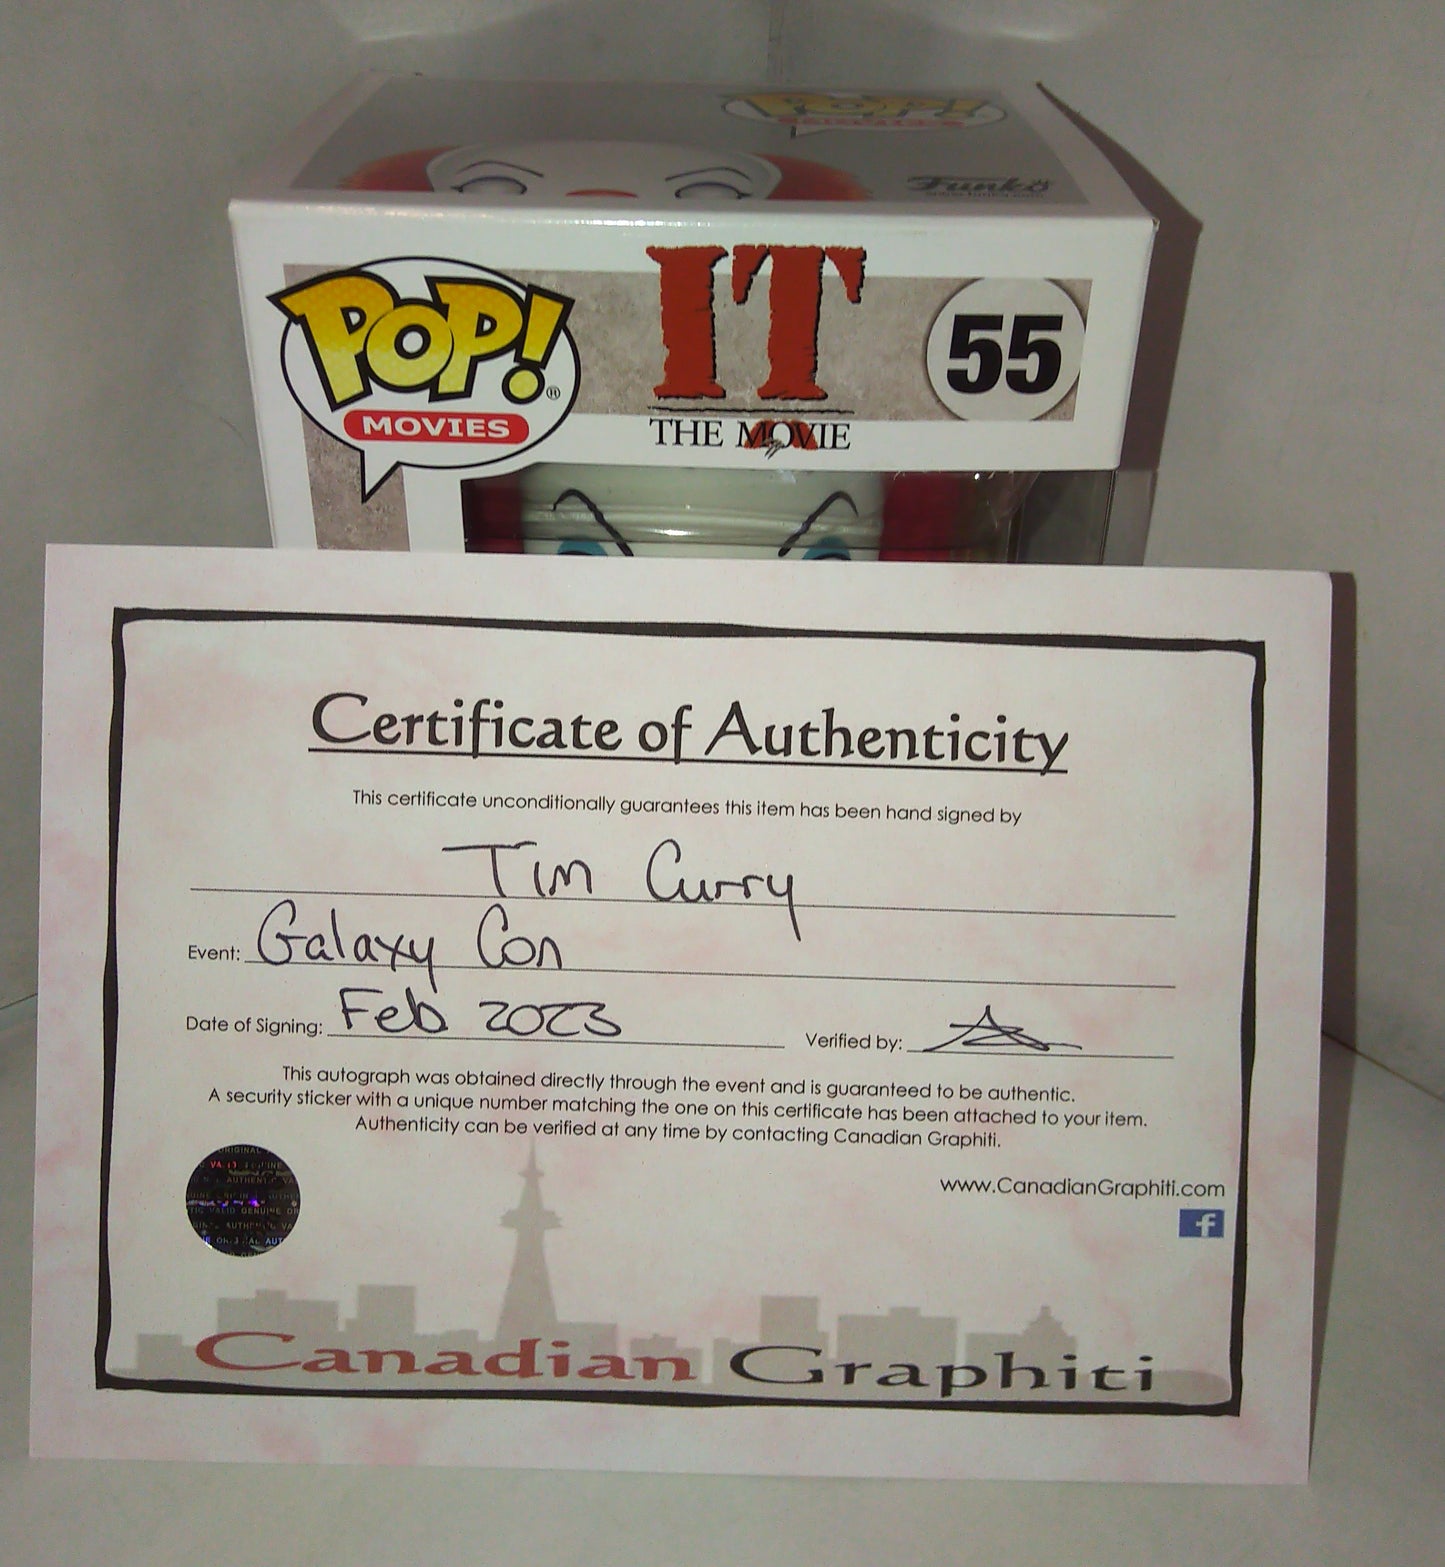 POP!
Funko
POP! ®
MOVIES
IT
THE MOVIE
55
Certificate of Authenticity
This certificate unconditionally guarantees this item has been hand signed by
Tim Curry
Event: Galaxy Con
Date of Signing: Feb 2023 Verified by:
This autograph was obtained directly through the event and is guaranteed to be authentic.
A security sticker with a unique number matching the one on this certificate has been attached to your item.
Authenticity can be verified at any time by contacting Canadian Graphiti.
www.CanadianGraphiti.com
f
Canadian Graphiti